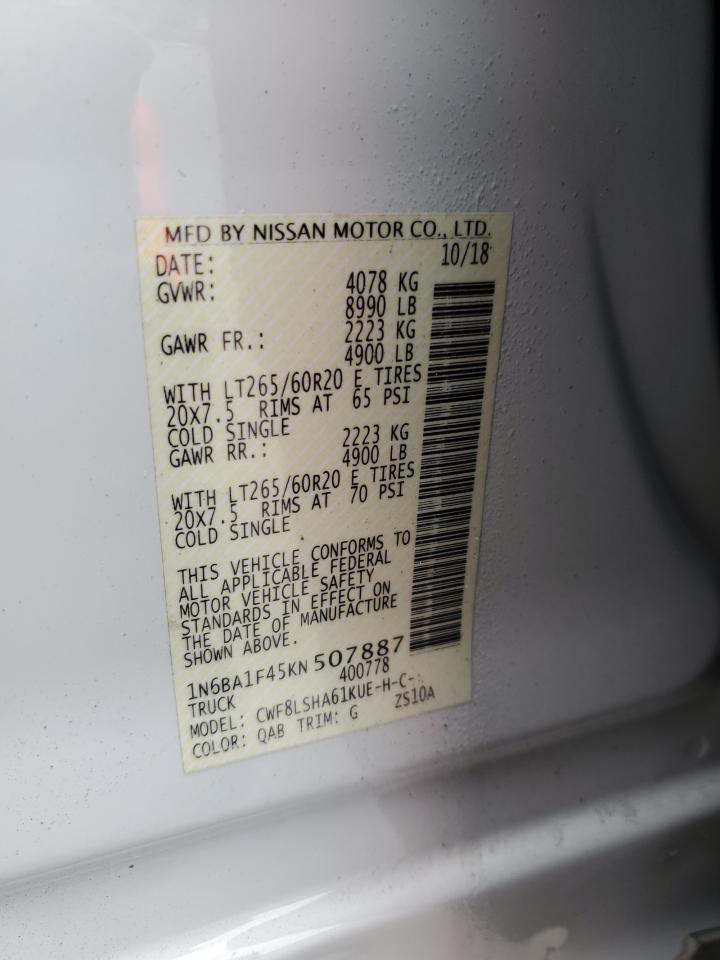 MFD BY NISSAN MOTOR CO., LTD.
DATE: 10/18
GVWR: 4078 KG
8990 LB
GAWR FR.: 2223 KG
4900 LB
WITH LT265/60R20 E TIRES
20X7.5 RIMS AT 65 PSI
COLD SINGLE
GAWR RR.: 2223 KG
4900 LB
WITH LT265/60R20 E TIRES
20X7.5 RIMS AT 70 PSI
COLD SINGLE
THIS VEHICLE CONFORMS TO
ALL APPLICABLE FEDERAL
MOTOR VEHICLE SAFETY
STANDARDS IN EFFECT ON
THE DATE OF MANUFACTURE
SHOWN ABOVE.
1N6BA1F45KN 507887
TRUCK 400778
MODEL: CWF8LSHA61KUE-H-C-
COLOR: QAB TRIM: G ZS10A